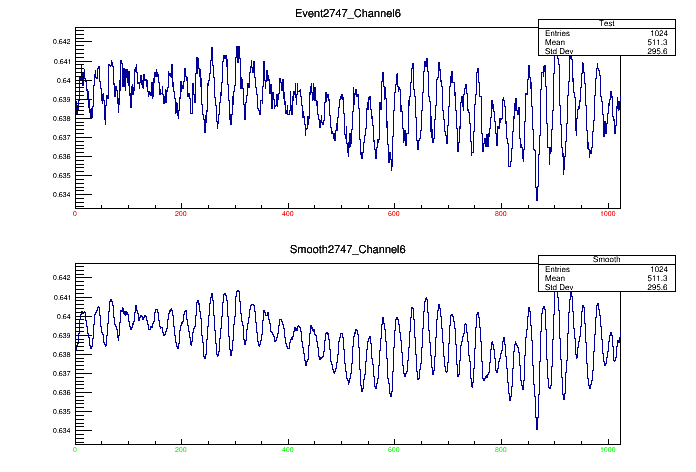 Event2747_Channel6
Test
Entries 1024
Mean 511.3
Std Dev 295.6
0.642
0.641
0.64
0.639
0.638
0.637
0.636
0.635
0.634
0 200 400 600 800 1000
Smooth2747_Channel6
Smooth
Entries 1024
Mean 511.3
Std Dev 295.6
0.642
0.641
0.64
0.639
0.638
0.637
0.636
0.635
0.634
0 200 400 600 800 1000